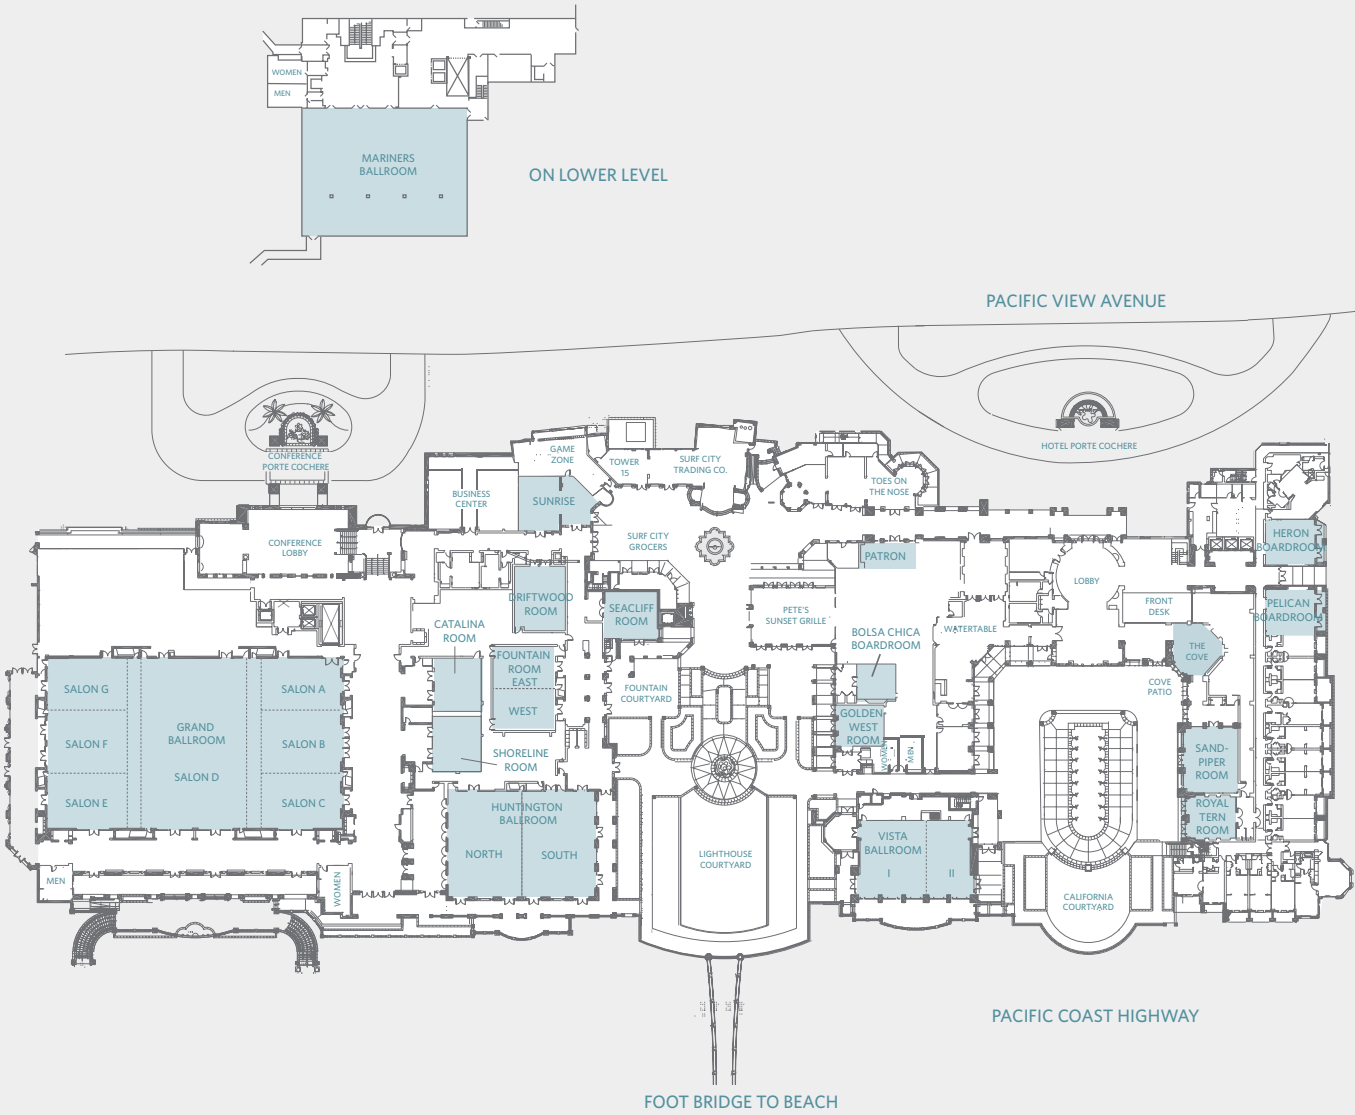 WOMEN
MEN
MARINERS
BALLROOM
ON LOWER LEVEL
PACIFIC VIEW AVENUE
HOTEL PORTE COCHERE
CONFERENCE
PORTE COCHERE
GAME
ZONE
TOWER
15
SURF CITY
TRADING CO.
TOES ON
THE NOSE
BUSINESS
CENTER
SUNRISE
CONFERENCE
LOBBY
SURF CITY
GROCERS
PATRON
HERON
BOARDROOM
LOBBY
DRIFTWOOD
ROOM
SEACLIFF
ROOM
PETE'S
SUNSET GRILLE
FRONT
DESK
PELICAN
BOARDROOM
CATALINA
ROOM
BOLSA CHICA
BOARDROOM
WATERTABLE
THE
COVE
FOUNTAIN
ROOM
EAST
WEST
FOUNTAIN
COURTYARD
COVE
PATIO
SALON G
SALON A
GRAND
BALLROOM
SALON F
SALON B
SALON D
SALON E
SALON C
GOLDEN-
WEST
ROOM
WOMEN
MEN
SHORELINE
ROOM
SAND-
PIPER
ROOM
HUNTINGTON
BALLROOM
NORTH
SOUTH
ROYAL
TERN
ROOM
VISTA
BALLROOM
I
II
LIGHTHOUSE
COURTYARD
MEN
WOMEN
CALIFORNIA
COURTYARD
PACIFIC COAST HIGHWAY
FOOT BRIDGE TO BEACH